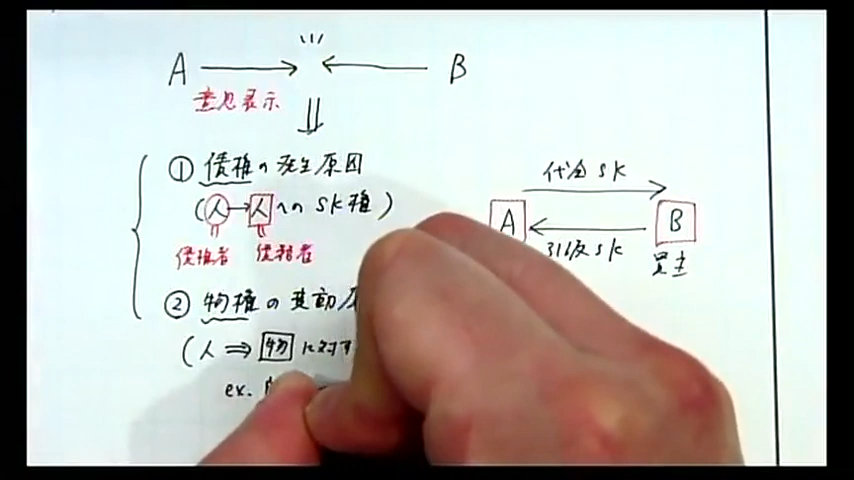 A B
意思表示
① 債権の発生原因
(人→人へのSK権)
債権者 債務者
② 物権の変動原
(人⇒物に対す
ex.
代金SK
A B
引渡SK
買主